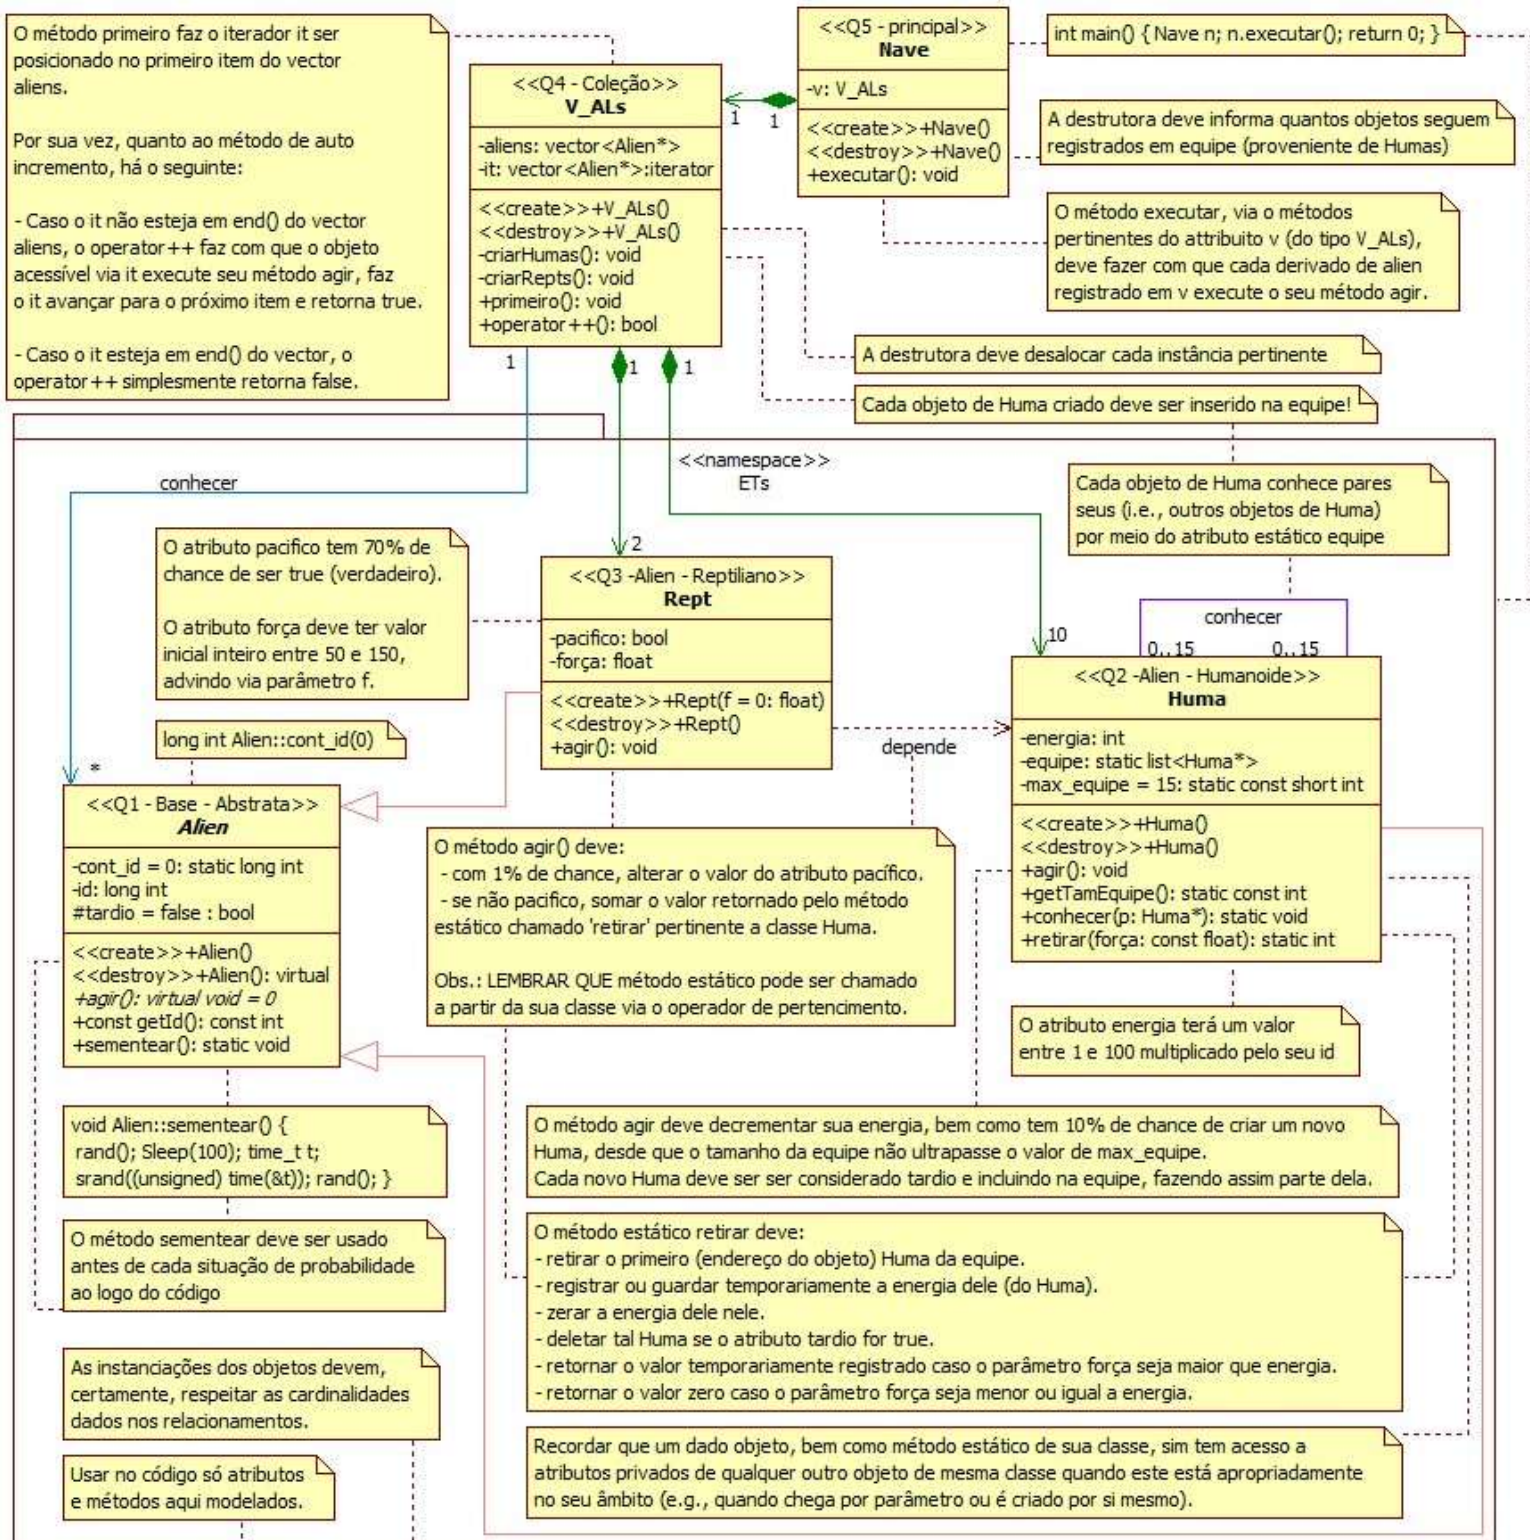 O método primeiro faz o iterador it ser
posicionado no primeiro item do vector
aliens.
Por sua vez, quanto ao método de auto
incremento, há o seguinte:
- Caso o it não esteja em end() do vector
aliens, o operator++ faz com que o objeto
acessível via it execute seu método agir, faz
o it avançar para o próximo item e retorna true.
- Caso o it esteja em end() do vector, o
operator++ simplesmente retorna false.
<<Q4 - Coleção>>
V_ALs
-aliens: vector<Alien*>
-it: vector<Alien*>:iterator
<<create>>+V_ALs()
<<destroy>>+V_ALs()
-criarHumas(): void
-criarRepts(): void
+primeiro(): void
+operator++(): bool
<<Q5 - principal>>
Nave
-v: V_ALs
<<create>>+Nave()
<<destroy>>+Nave()
+executar(): void
1
1
int main() { Nave n; n.executar(); return 0; }
A destrutora deve informa quantos objetos seguem
registrados em equipe (proveniente de Humas)
O método executar, via o métodos
pertinentes do attribuito v (do tipo V_ALs),
deve fazer com que cada derivado de alien
registrado em v execute o seu método agir.
A destrutora deve desalocar cada instância pertinente
Cada objeto de Huma criado deve ser inserido na equipe!
1
1
1
<<namespace>>
ETs
conhecer
Cada objeto de Huma conhece pares
seus (i.e., outros objetos de Huma)
por meio do atributo estático equipe
O atributo pacifico tem 70% de
chance de ser true (verdadeiro).
O atributo força deve ter valor
inicial inteiro entre 50 e 150,
advindo via parâmetro f.
2
<<Q3 -Alien - Reptiliano>>
Rept
-pacifico: bool
-força: float
<<create>>+Rept(f = 0: float)
<<destroy>>+Rept()
+agir(): void
conhecer
0..15
0..15
10
<<Q2 -Alien - Humanoide>>
Huma
-energia: int
-equipe: static list<Huma*>
-max_equipe = 15: static const short int
<<create>>+Huma()
<<destroy>>+Huma()
+agir(): void
+getTamEquipe(): static const int
+conhecer(p: Huma*): static void
+retirar(força: const float): static int
depende
long int Alien::cont_id(0)
*
<<Q1 - Base - Abstrata>>
Alien
-cont_id = 0: static long int
-id: long int
#tardio = false : bool
<<create>>+Alien()
<<destroy>>+Alien(): virtual
+agir(): virtual void = 0
+const getId(): const int
+sementear(): static void
O método agir() deve:
- com 1% de chance, alterar o valor do atributo pacífico.
- se não pacifico, somar o valor retornado pelo método
estático chamado 'retirar' pertinente a classe Huma.
Obs.: LEMBRAR QUE método estático pode ser chamado
a partir da sua classe via o operador de pertencimento.
O atributo energia terá um valor
entre 1 e 100 multiplicado pelo seu id
void Alien::sementear() {
rand(); Sleep(100); time_t t;
srand((unsigned) time(&t)); rand(); }
O método sementear deve ser usado
antes de cada situação de probabilidade
ao logo do código
O método agir deve decrementar sua energia, bem como tem 10% de chance de criar um novo
Huma, desde que o tamanho da equipe não ultrapasse o valor de max_equipe.
Cada novo Huma deve ser ser considerado tardio e incluindo na equipe, fazendo assim parte dela.
O método estático retirar deve:
- retirar o primeiro (endereço do objeto) Huma da equipe.
- registrar ou guardar temporariamente a energia dele (do Huma).
- zerar a energia dele nele.
- deletar tal Huma se o atributo tardio for true.
- retornar o valor temporariamente registrado caso o parâmetro força seja maior que energia.
- retornar o valor zero caso o parâmetro força seja menor ou igual a energia.
As instanciações dos objetos devem,
certamente, respeitar as cardinalidades
dados nos relacionamentos.
Recordar que um dado objeto, bem como método estático de sua classe, sim tem acesso a
atributos privados de qualquer outro objeto de mesma classe quando este está apropriadamente
no seu âmbito (e.g., quando chega por parâmetro ou é criado por si mesmo).
Usar no código só atributos
e métodos aqui modelados.